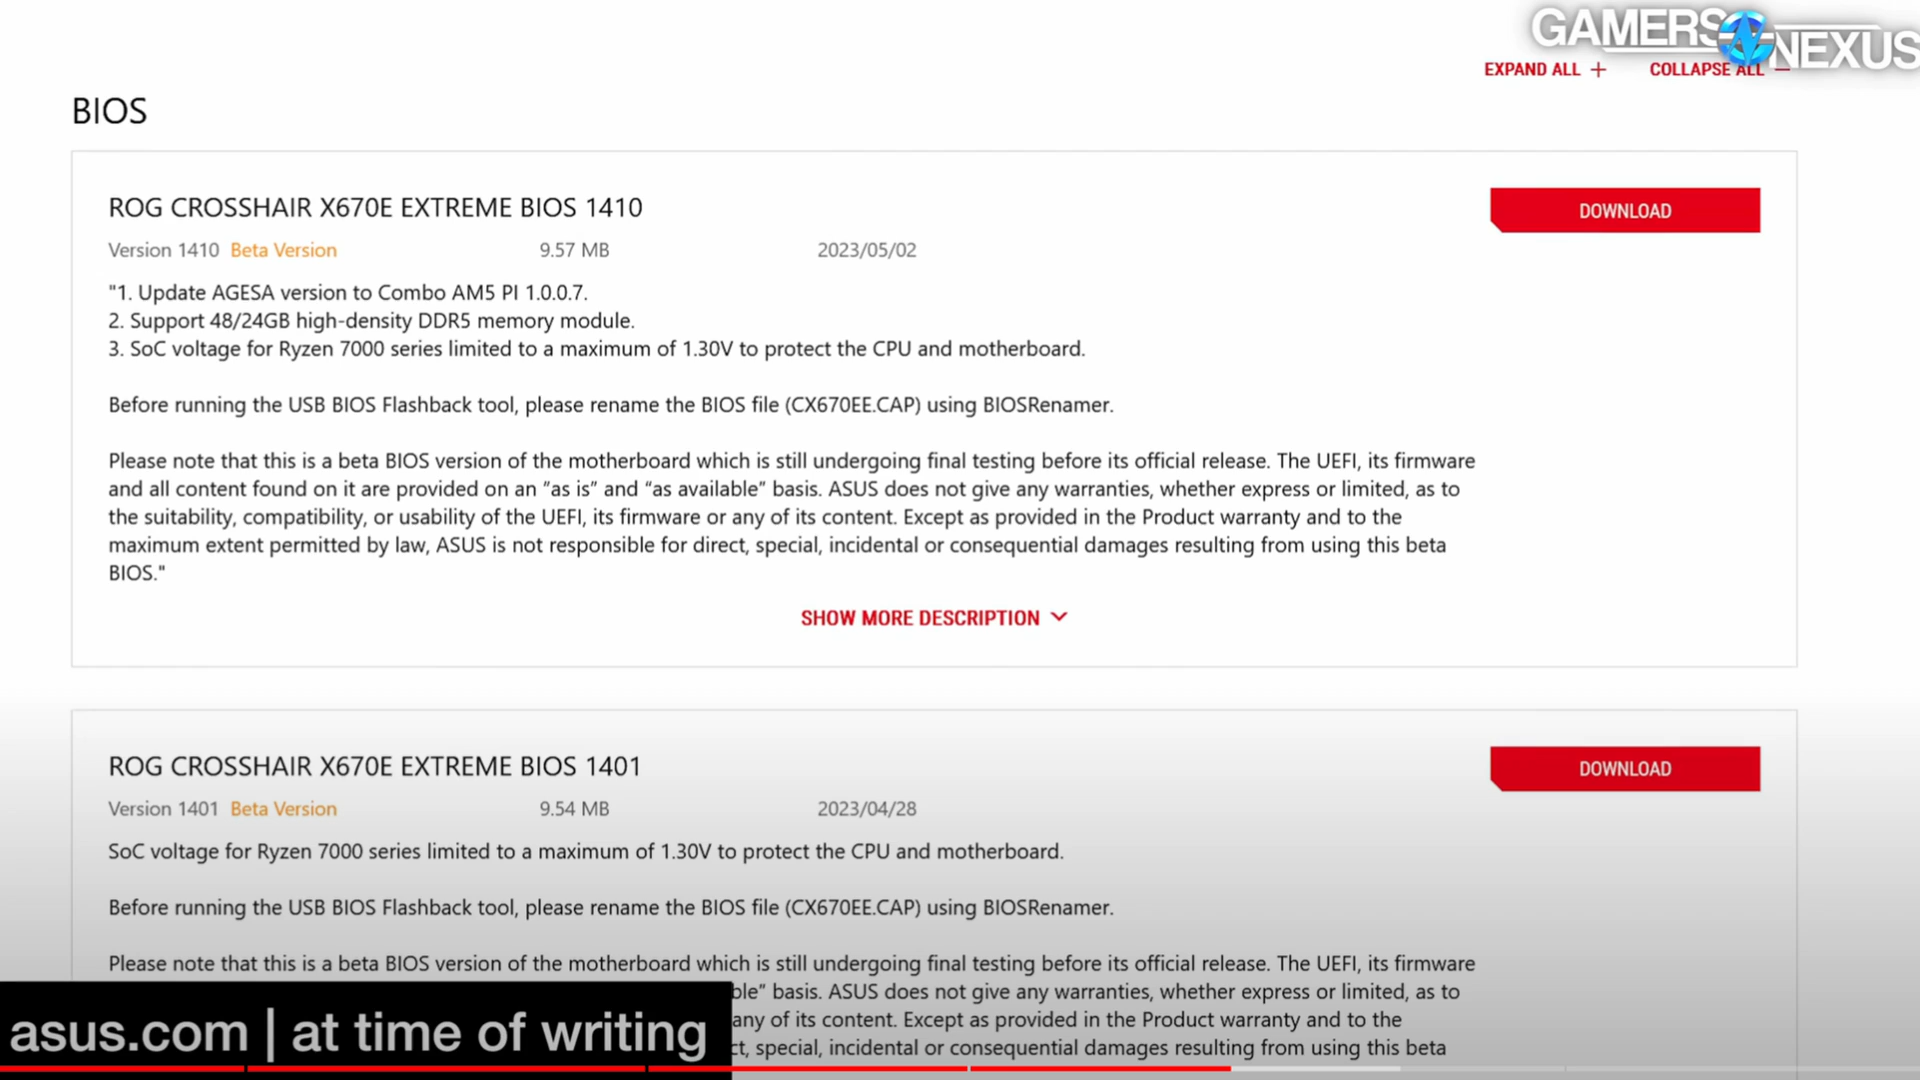 GAMERS NEXUS
EXPAND ALL +
COLLAPSE ALL −
BIOS
ROG CROSSHAIR X670E EXTREME BIOS 1410
DOWNLOAD
Version 1410 Beta Version 9.57 MB 2023/05/02
"1. Update AGESA version to Combo AM5 PI 1.0.0.7.
2. Support 48/24GB high-density DDR5 memory module.
3. SoC voltage for Ryzen 7000 series limited to a maximum of 1.30V to protect the CPU and motherboard.
Before running the USB BIOS Flashback tool, please rename the BIOS file (CX670EE.CAP) using BIOSRenamer.
Please note that this is a beta BIOS version of the motherboard which is still undergoing final testing before its official release. The UEFI, its firmware
and all content found on it are provided on an “as is” and “as available” basis. ASUS does not give any warranties, whether express or limited, as to
the suitability, compatibility, or usability of the UEFI, its firmware or any of its content. Except as provided in the Product warranty and to the
maximum extent permitted by law, ASUS is not responsible for direct, special, incidental or consequential damages resulting from using this beta
BIOS."
SHOW MORE DESCRIPTION
ROG CROSSHAIR X670E EXTREME BIOS 1401
DOWNLOAD
Version 1401 Beta Version 9.54 MB 2023/04/28
SoC voltage for Ryzen 7000 series limited to a maximum of 1.30V to protect the CPU and motherboard.
Before running the USB BIOS Flashback tool, please rename the BIOS file (CX670EE.CAP) using BIOSRenamer.
Please note that this is a beta BIOS version of the motherboard which is still undergoing final testing before its official release. The UEFI, its firmware
ble” basis. ASUS does not give any warranties, whether express or limited, as to
any of its content. Except as provided in the Product warranty and to the
ct, special, incidental or consequential damages resulting from using this beta
asus.com | at time of writing